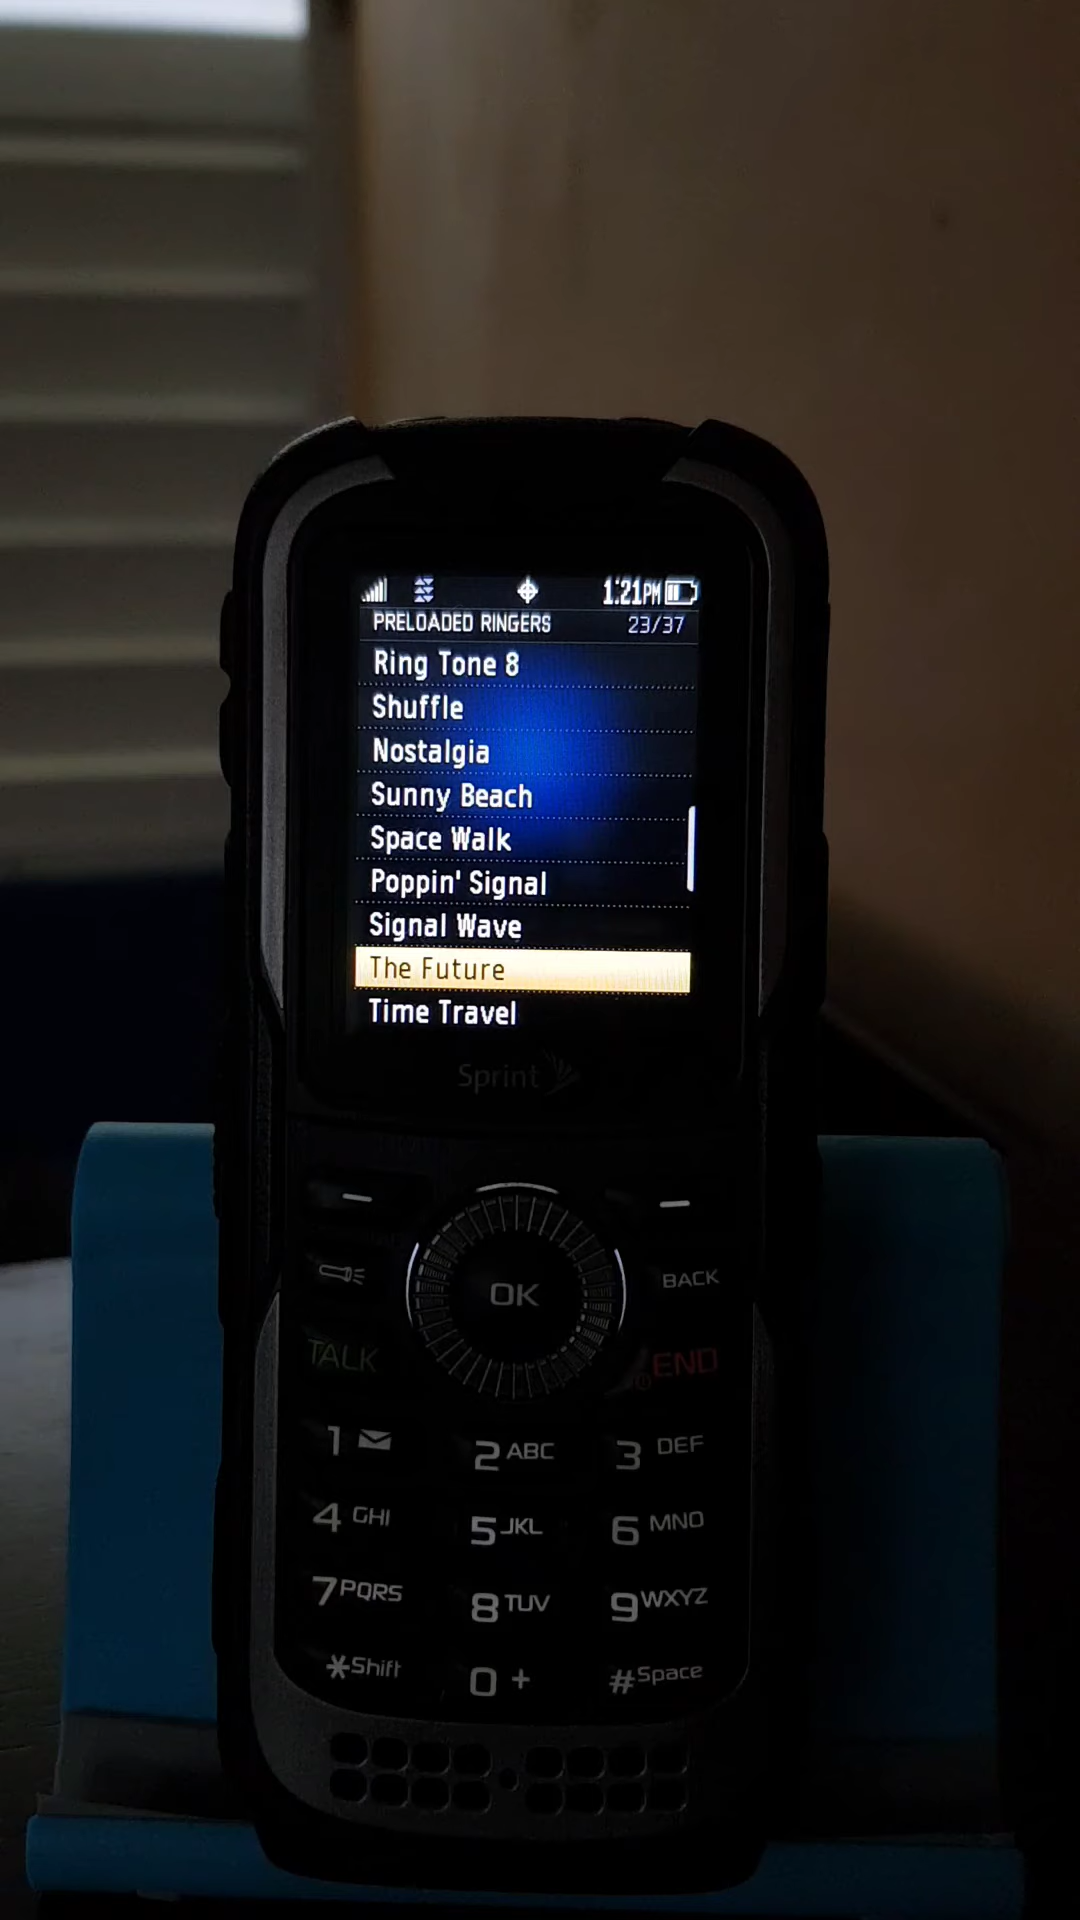 1:21PM
PRELOADED RINGERS 23/37
Ring Tone 8
Shuffle
Nostalgia
Sunny Beach
Space Walk
Poppin' Signal
Signal Wave
The Future
Time Travel
Sprint
OK
BACK
TALK
END
1
2 ABC
3 DEF
4 GHI
5 JKL
6 MNO
7 PQRS
8 TUV
9 WXYZ
* Shift
0 +
# Space